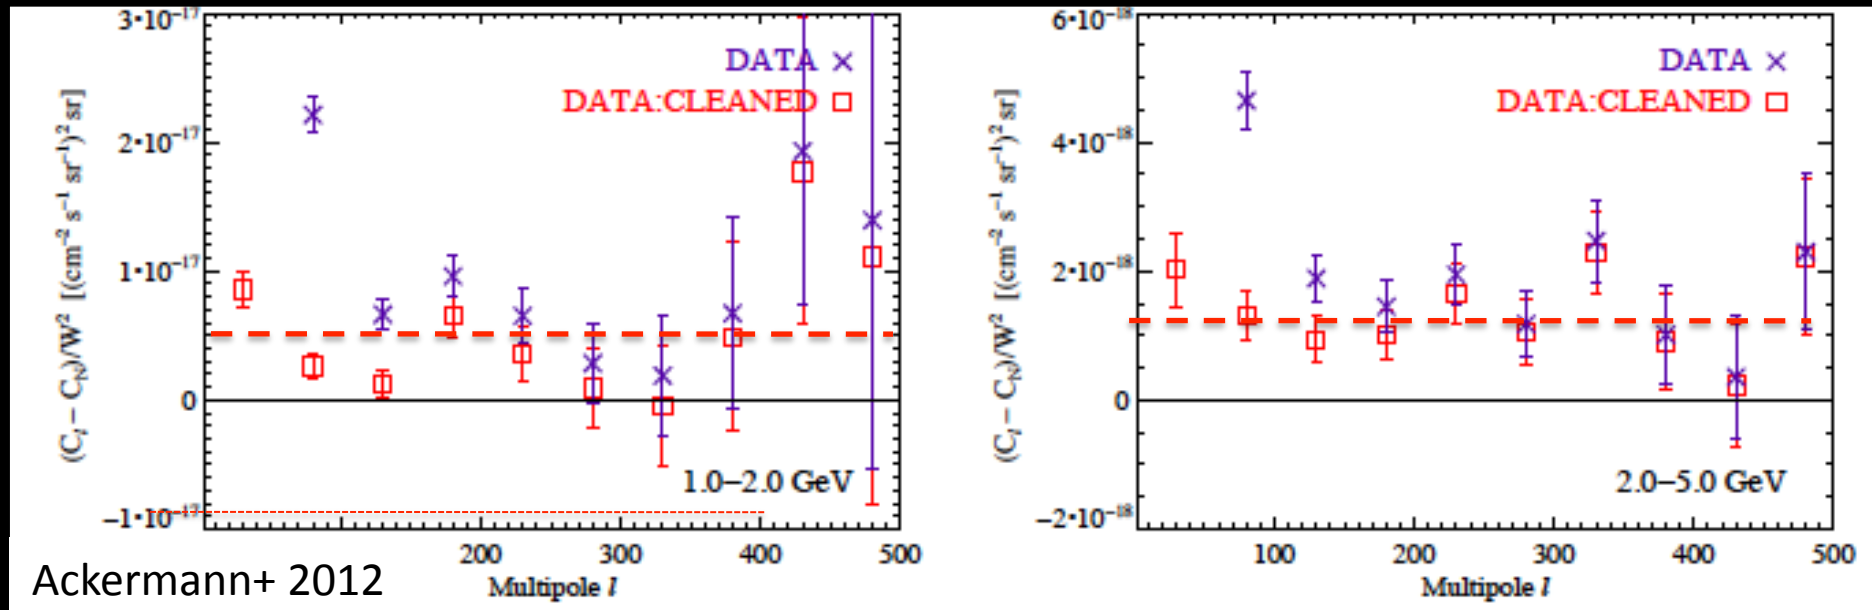 3•10⁻¹⁷
2•10⁻¹⁷
1•10⁻¹⁷
0
−1•10⁻¹⁷
(Cₗ − C_N)/W² [(cm⁻² s⁻¹ sr⁻¹)² sr]
DATA
DATA:CLEANED
1.0−2.0 GeV
200 300 400 500
Multipole l
Ackermann+ 2012
6•10⁻¹⁸
4•10⁻¹⁸
2•10⁻¹⁸
0
−2•10⁻¹⁸
(Cₗ − C_N)/W² [(cm⁻² s⁻¹ sr⁻¹)² sr]
DATA
DATA:CLEANED
2.0−5.0 GeV
100 200 300 400 500
Multipole l